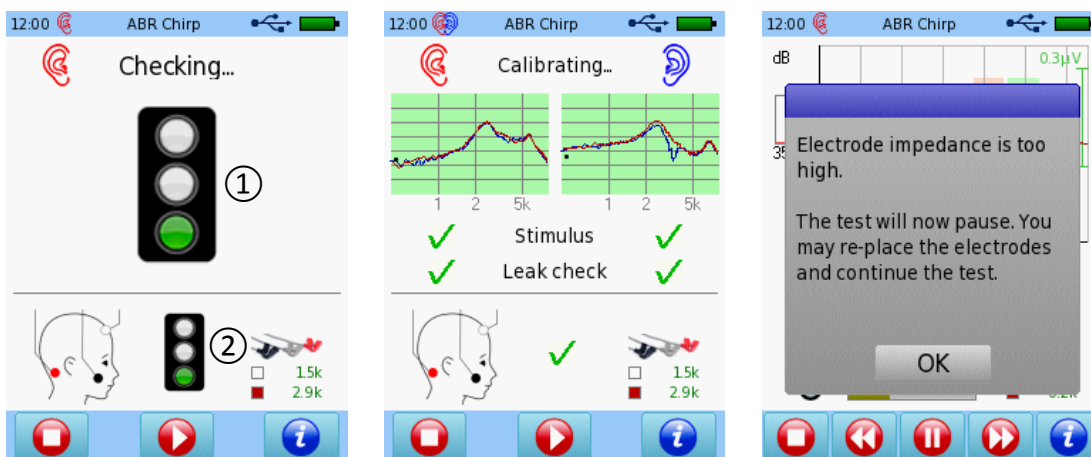 12:00 ABR Chirp
Checking...
①
②
1.5k
2.9k
12:00 ABR Chirp
Calibrating...
1 2 5k 1 2 5k
Stimulus
Leak check
1.5k
2.9k
i
12:00 ABR Chirp
dB 0.3µV
35
Electrode impedance is too
high.
The test will now pause. You
may re-place the electrodes
and continue the test.
OK
i